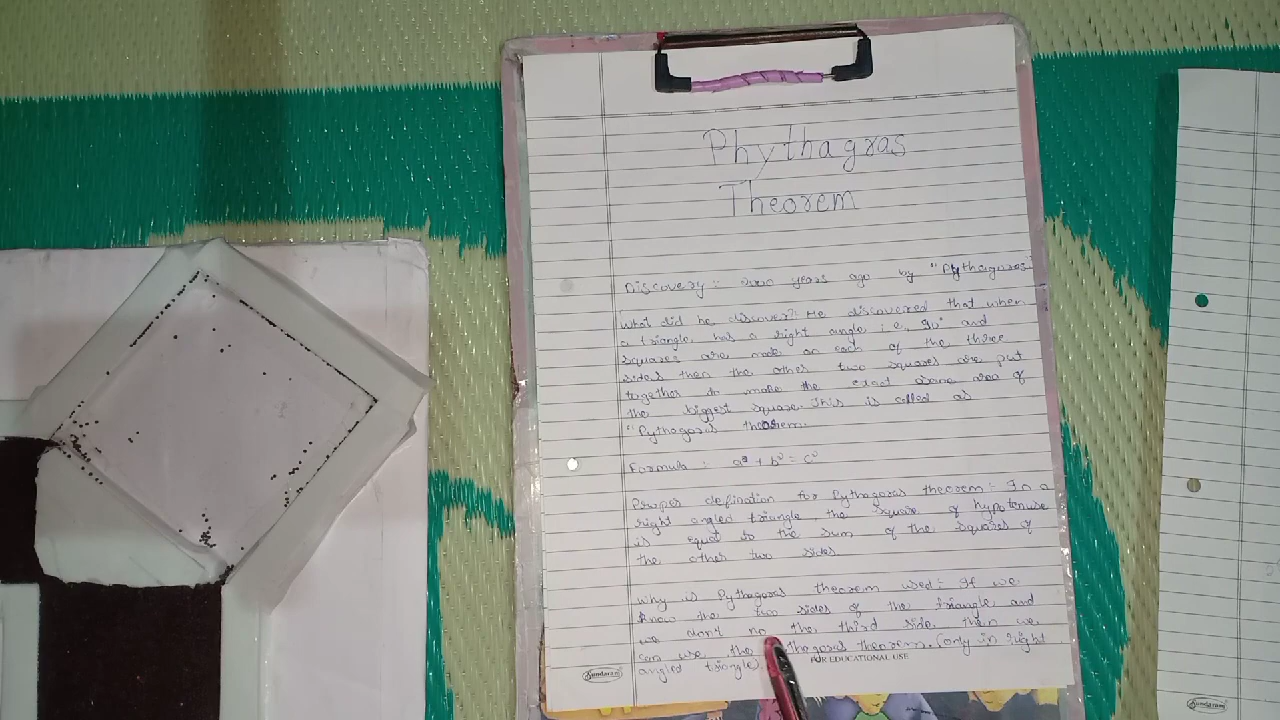 Phythagras
Theorem
Discovery : 2000 years ago by "Pythagoras"
What did he discover? : He discovered that when
a triangle has a right angle i.e, 90° and
squares are made on each of the three
sides then the other two squares are put
together to make the exact same area of
the biggest square. This is called as
"Pythagoras theorem.
Formula : a² + b² = c²
Proper defination for Pythagoras theorem : In a
right angled triangle the square of hypotenuse
is equal to the sum of the squares of
the other two sides
Why is Pythagoras theorem used : If we
know the two sides of the triangle and
we don't no the third side then we
can use the thagoras theorem. (only in right
angled triangle
Sundaram
FOR EDUCATIONAL USE
Sundaram